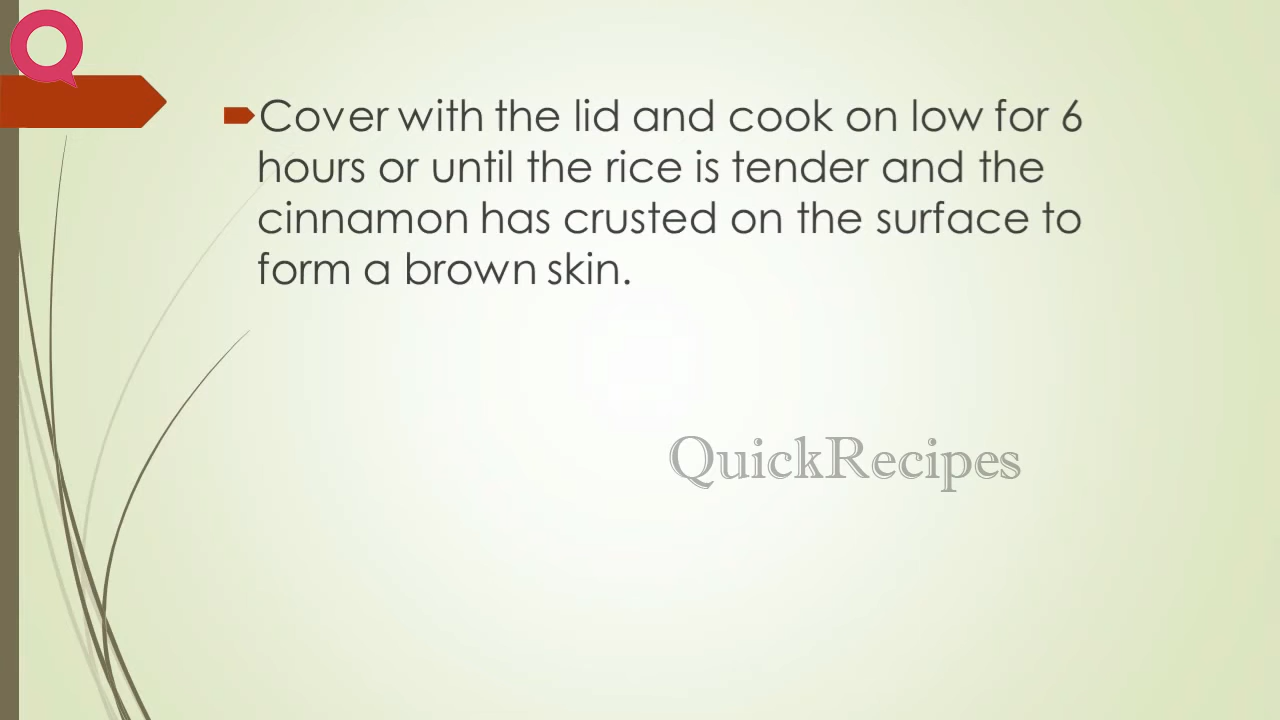 Cover with the lid and cook on low for 6
hours or until the rice is tender and the
cinnamon has crusted on the surface to
form a brown skin.
QuickRecipes